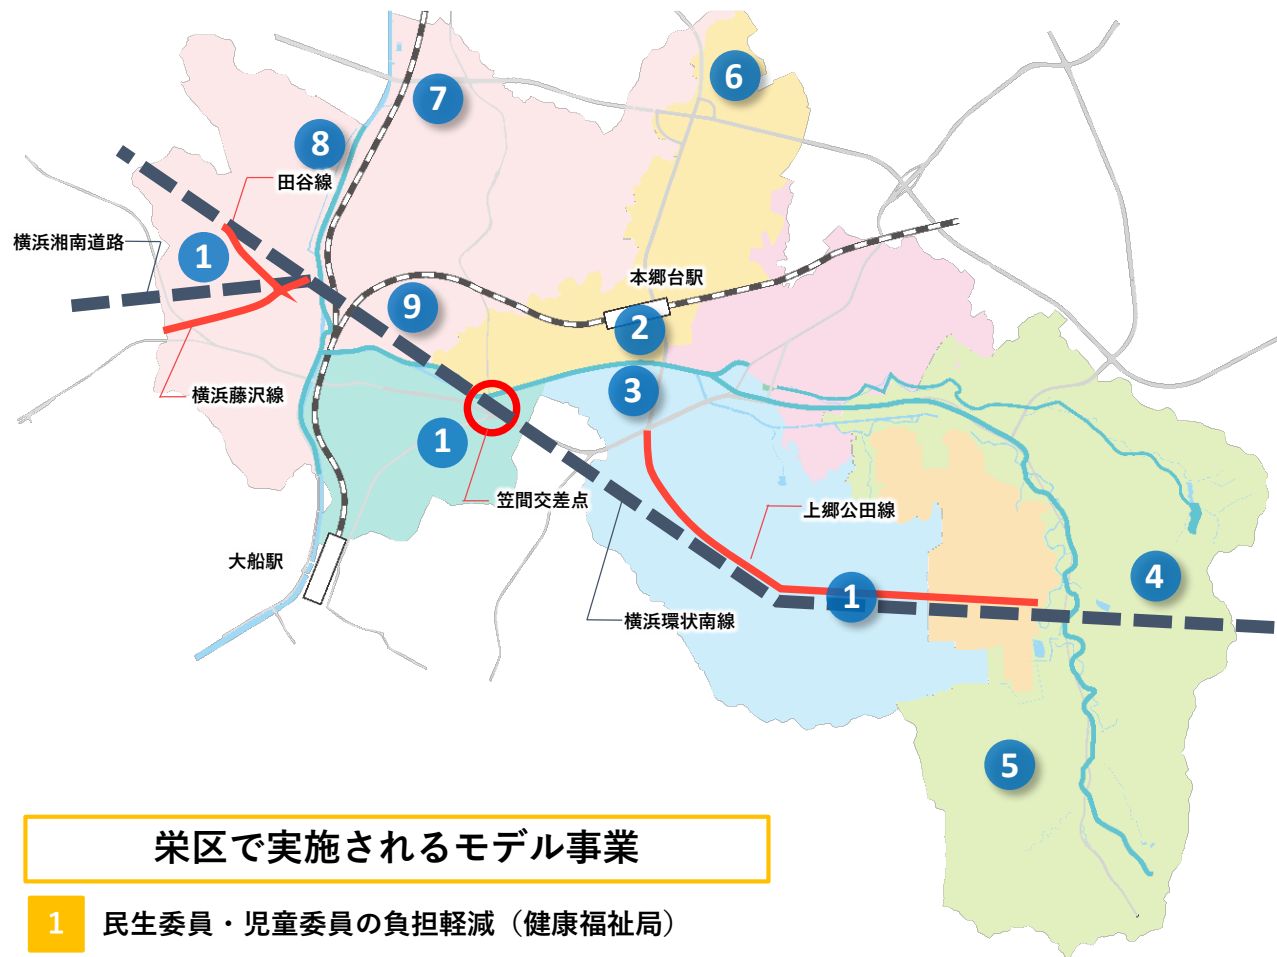 6
7
8
田谷線
横浜湘南道路
1
本郷台駅
9
2
3
横浜藤沢線
1
笠間交差点
上郷公田線
大船駅
4
1
横浜環状南線
5
栄区で実施されるモデル事業
1 民生委員・児童委員の負担軽減（健康福祉局）